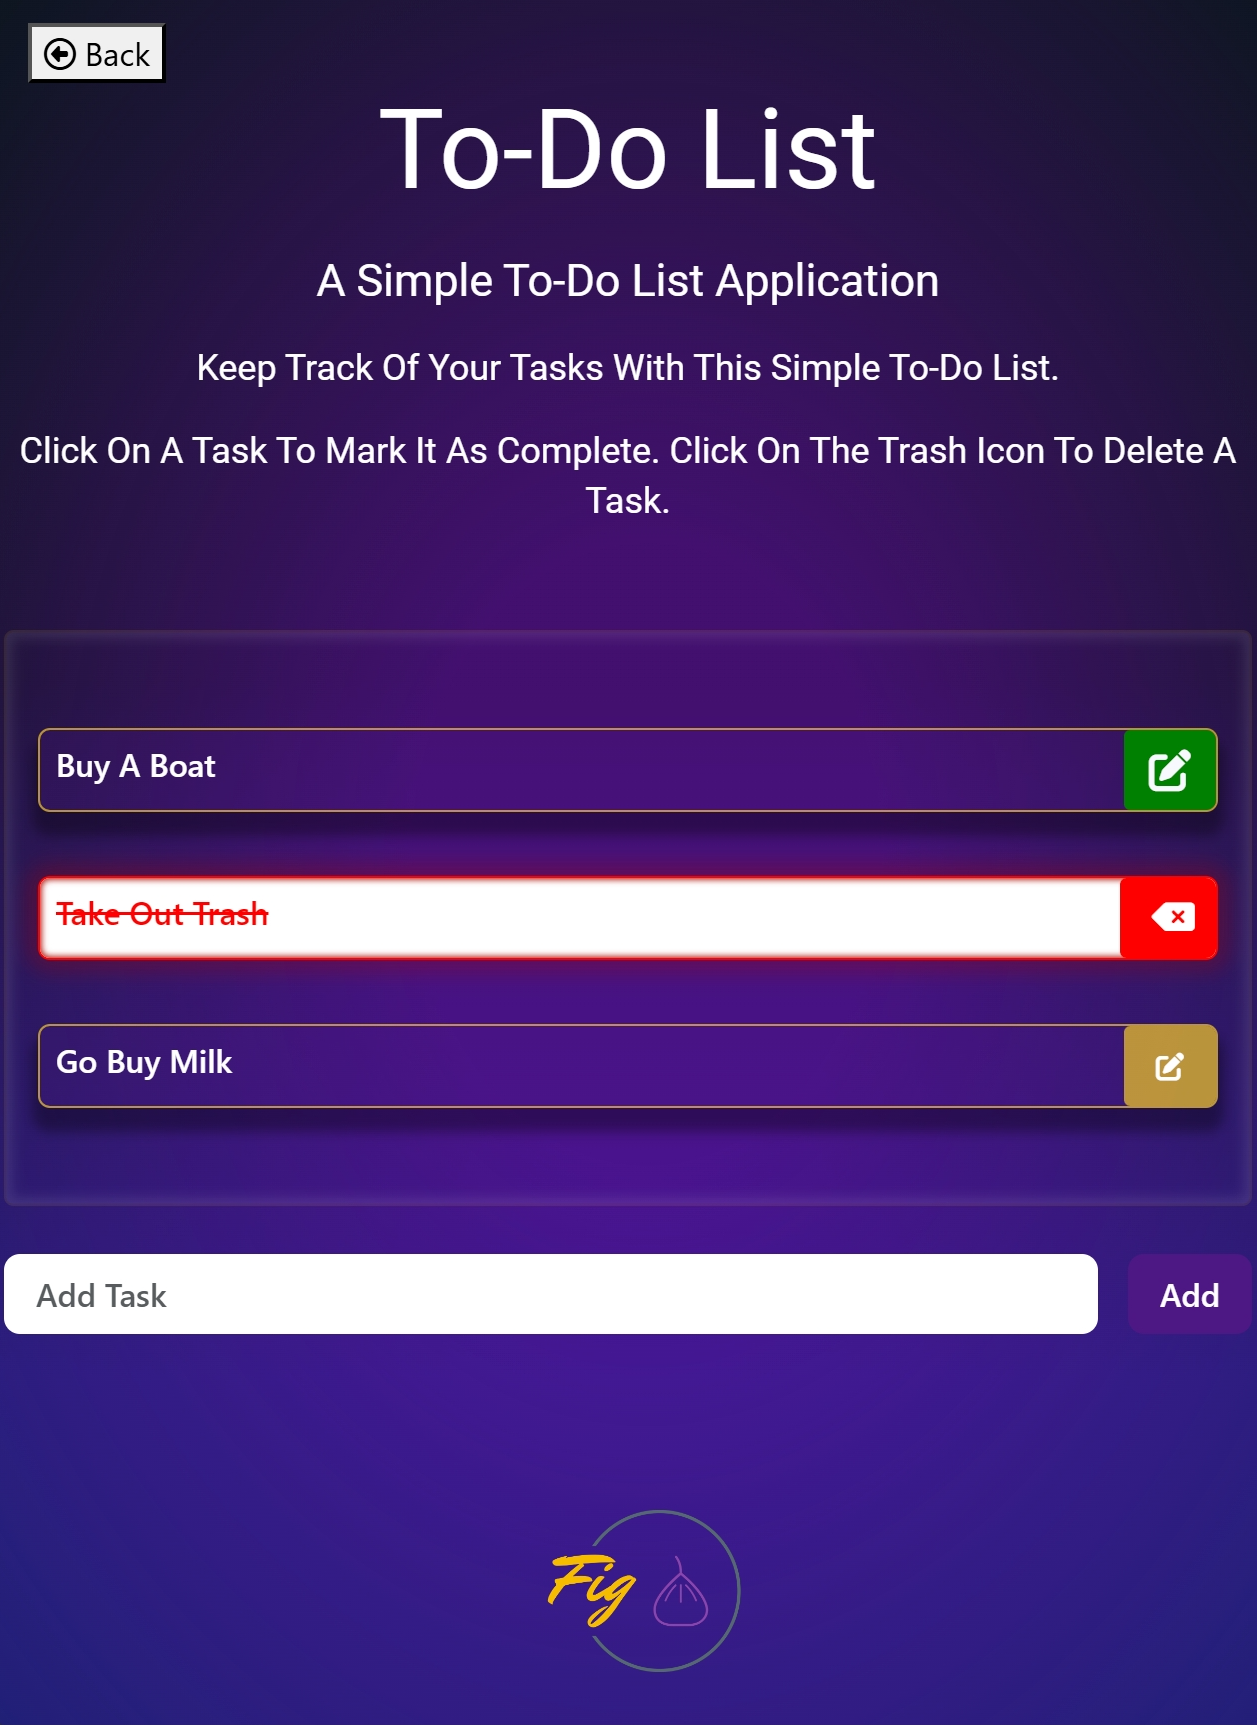 Back
To-Do List
A Simple To-Do List Application
Keep Track Of Your Tasks With This Simple To-Do List.
Click On A Task To Mark It As Complete. Click On The Trash Icon To Delete A
Task.
Buy A Boat
Take Out Trash
Go Buy Milk
Add Task
Add
Fig